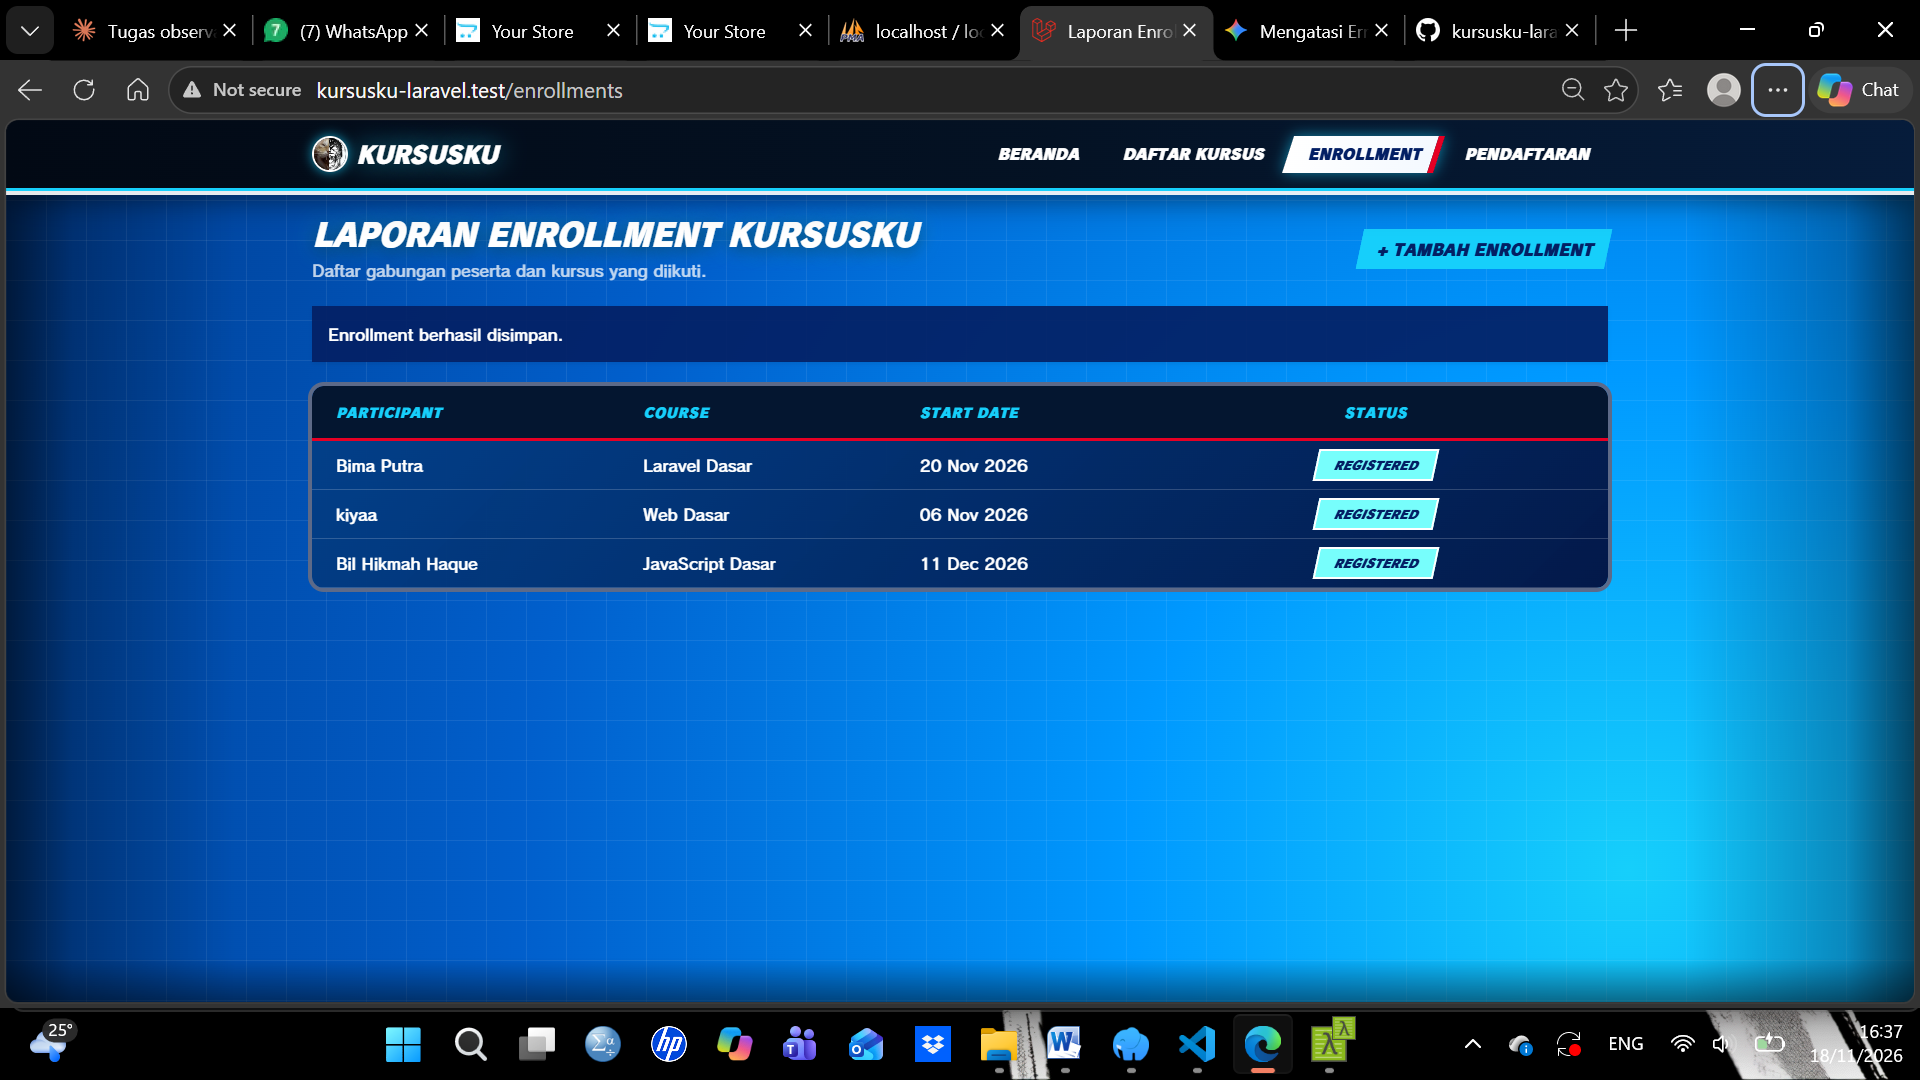 Tugas observ
7 (7) WhatsApp
Your Store
Your Store
localhost / lo
Laporan Enrol
Mengatasi Er
kursusku-lara
Not secure kursusku-laravel.test/enrollments
Chat
KURSUSKU
BERANDA DAFTAR KURSUS ENROLLMENT PENDAFTARAN
LAPORAN ENROLLMENT KURSUSKU
Daftar gabungan peserta dan kursus yang diikuti.
+ TAMBAH ENROLLMENT
Enrollment berhasil disimpan.
PARTICIPANT COURSE START DATE STATUS
Bima Putra Laravel Dasar 20 Nov 2026 REGISTERED
kiyaa Web Dasar 06 Nov 2026 REGISTERED
Bil Hikmah Haque JavaScript Dasar 11 Dec 2026 REGISTERED
25°
ENG
16:37
18/11/2026